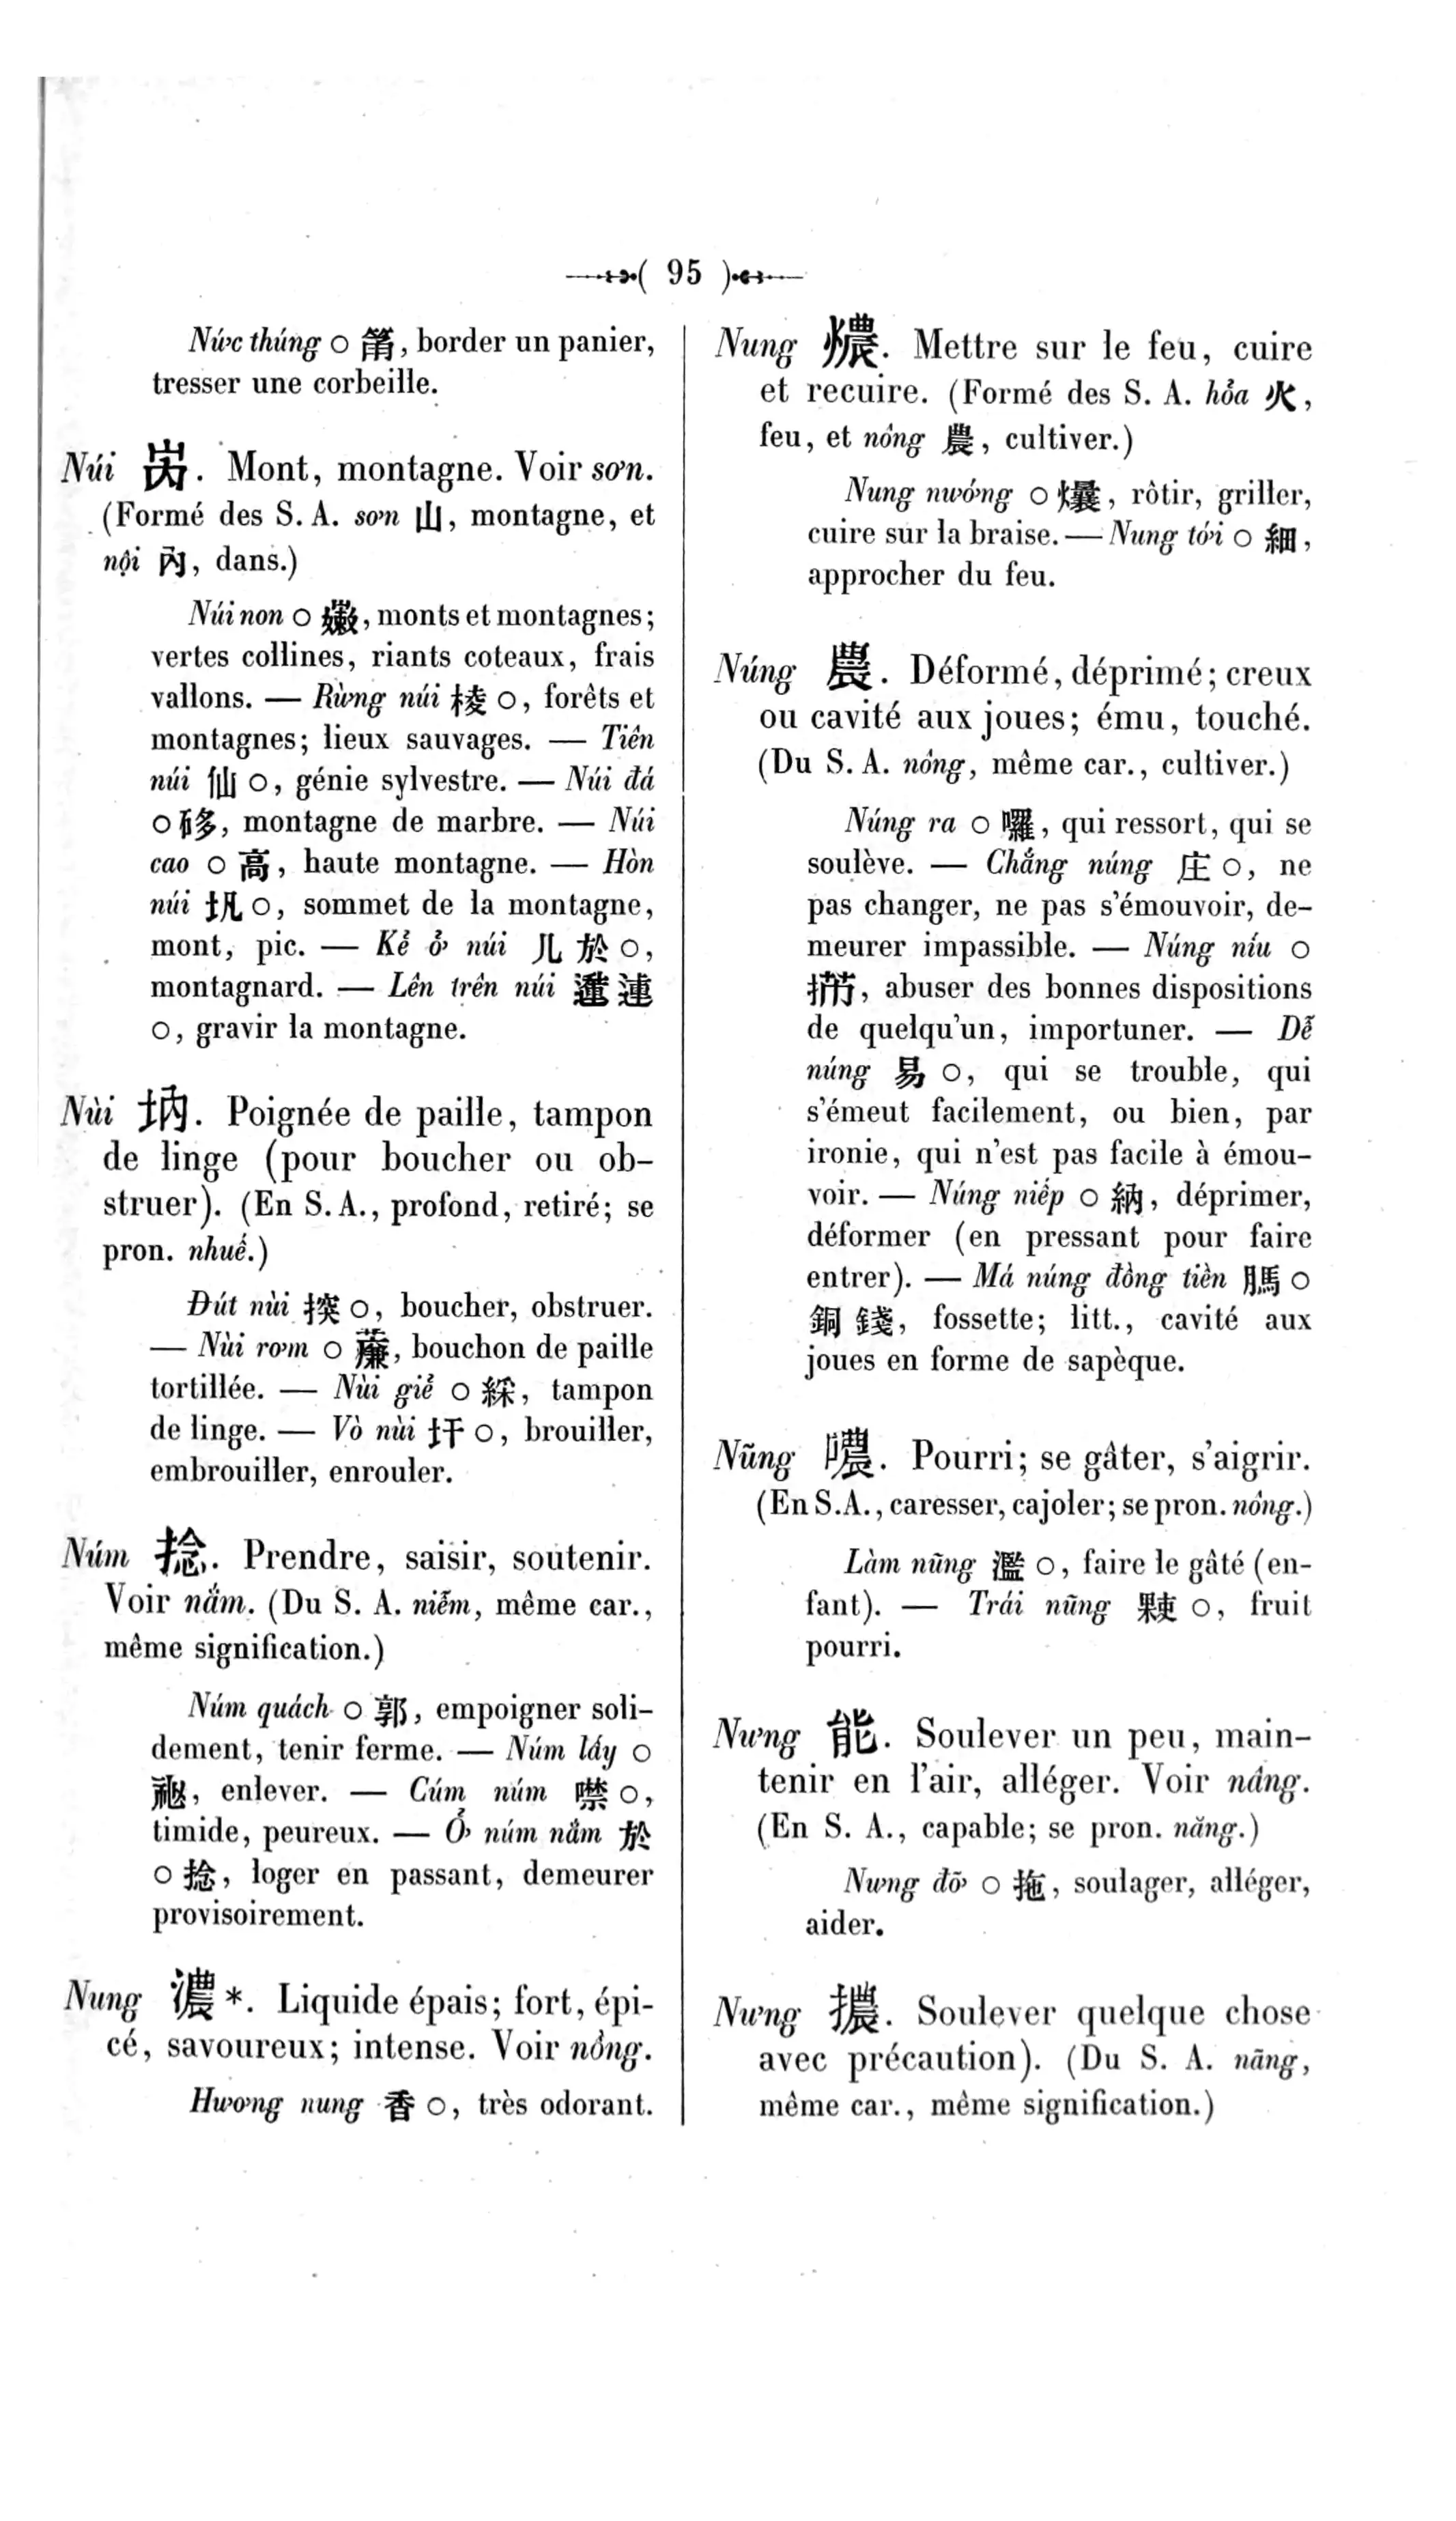 ( 95 )
Nức thúng ○ 筩, border un panier,
tresser une corbeille.
Núi 𡶀. Mont, montagne. Voir sơn.
(Formé des S. A. sơn 山, montagne, et
nội 內, dans.)
Núi non ○, monts et montagnes;
vertes collines, riants coteaux, frais
vallons. — Rừng núi 棱 ○, forêts et
montagnes; lieux sauvages. — Tiên
núi 仙 ○, génie sylvestre. — Núi đá
○ 𥑥, montagne de marbre. — Núi
cao ○ 高, haute montagne. — Hòn
núi ○, sommet de la montagne,
mont, pic. — Kẻ ở núi 几 於 ○,
montagnard. — Lên trên núi 蓮
○, gravir la montagne.
Nùi 坳. Poignée de paille, tampon
de linge (pour boucher ou ob-
struer). (En S. A., profond, retiré; se
pron. nhuế.)
Đút nùi 揬 ○, boucher, obstruer.
— Nùi rơm ○, bouchon de paille
tortillée. — Nùi giẻ ○ 綵, tampon
de linge. — Vò nùi 圩 ○, brouiller,
embrouiller, enrouler.
Núm 捻. Prendre, saisir, soutenir.
Voir nắm. (Du S. A. niễm, même car.,
même signification.)
Núm quách ○ 郭, empoigner soli-
dement, tenir ferme. — Núm lấy ○
𥙩, enlever. — Cúm núm 噤 ○,
timide, peureux. — Ở núm nắm 於
○ 捻, loger en passant, demeurer
provisoirement.
Nung 濃 *. Liquide épais; fort, épi-
cé, savoureux; intense. Voir nồng.
Hương nung 香 ○, très odorant.
Nung 燶. Mettre sur le feu, cuire
et recuire. (Formé des S. A. hỏa 火,
feu, et nông 農, cultiver.)
Nung nướng ○ 爙, rôtir, griller,
cuire sur la braise. — Nung tới ○ 細,
approcher du feu.
Núng 農. Déformé, déprimé; creux
ou cavité aux joues; ému, touché.
(Du S. A. nông, même car., cultiver.)
Núng ra ○ 囉, qui ressort, qui se
soulève. — Chẳng núng 庄 ○, ne
pas changer, ne pas s'émouvoir, de-
meurer impassible. — Núng níu ○
, abuser des bonnes dispositions
de quelqu'un, importuner. — Dễ
núng 易 ○, qui se trouble, qui
s'émeut facilement, ou bien, par
ironie, qui n'est pas facile à émou-
voir. — Núng niếp ○ 納, déprimer,
déformer (en pressant pour faire
entrer). — Má núng đồng tiền ○
銅 錢, fossette; litt., cavité aux
joues en forme de sapèque.
Nũng 噥. Pourri; se gâter, s'aigrir.
(En S. A., caresser, cajoler; se pron. nông.)
Làm nũng 濫 ○, faire le gâté (en-
fant). — Trái nũng ○, fruit
pourri.
Nưng 能. Soulever un peu, main-
tenir en l'air, alléger. Voir nâng.
(En S. A., capable; se pron. năng.)
Nưng đỡ ○ 拖, soulager, alléger,
aider.
Nưng 擃. Soulever quelque chose
avec précaution). (Du S. A. nãng,
même car., même signification.)